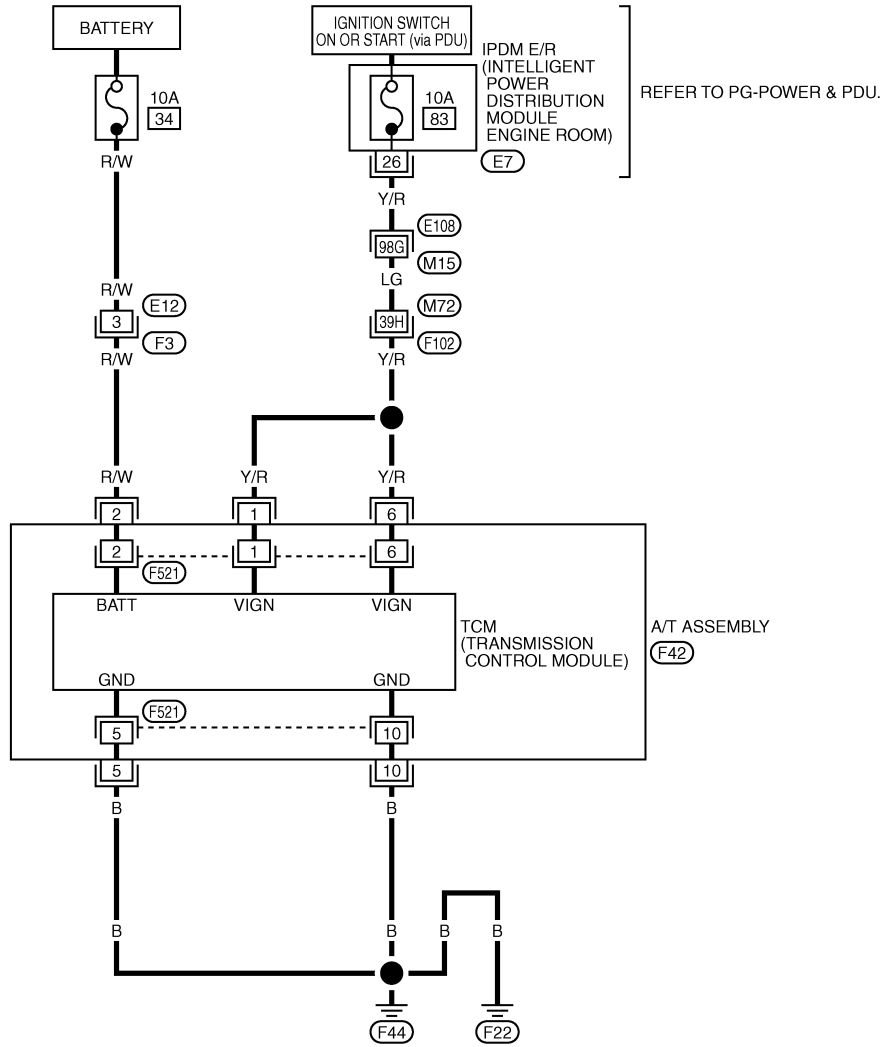 BATTERY
IGNITION SWITCH
ON OR START (via PDU)
IPDM E/R
(INTELLIGENT
POWER
DISTRIBUTION
MODULE
ENGINE ROOM)
REFER TO PG-POWER & PDU.
10A
34
10A
83
R/W
26
E7
Y/R
E108
98G
M15
LG
R/W
E12
M72
3
39H
F3
F102
R/W
Y/R
R/W
Y/R
Y/R
2
1
6
2
1
6
F521
BATT
VIGN
VIGN
TCM
(TRANSMISSION
CONTROL MODULE)
A/T ASSEMBLY
F42
GND
GND
F521
5
10
5
10
B
B
B
B
B
B
F44
F22